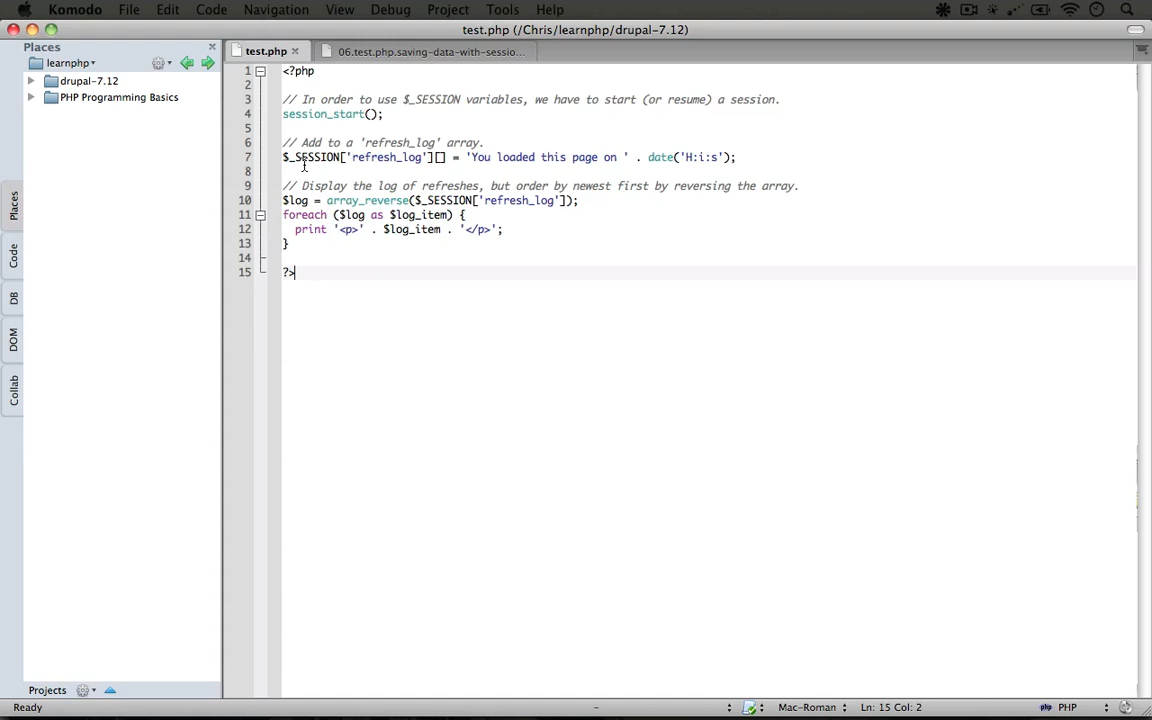 Komodo File Edit Code Navigation View Debug Project Tools Help
test.php (/Chris/learnphp/drupal-7.12)
Places
test.php
06.test.php.saving-data-with-sessio...
learnphp
drupal-7.12
PHP Programming Basics
Places
Code
DB
DOM
Collab
1 <?php
2
3 // In order to use $_SESSION variables, we have to start (or resume) a session.
4 session_start();
5
6 // Add to a 'refresh_log' array.
7 $_SESSION['refresh_log'][] = 'You loaded this page on ' . date('H:i:s');
8
9 // Display the log of refreshes, but order by newest first by reversing the array.
10 $log = array_reverse($_SESSION['refresh_log']);
11 foreach ($log as $log_item) {
12 print '<p>' . $log_item . '</p>';
13 }
14
15 ?>
Projects
Ready
Mac-Roman
Ln: 15 Col: 2
php PHP